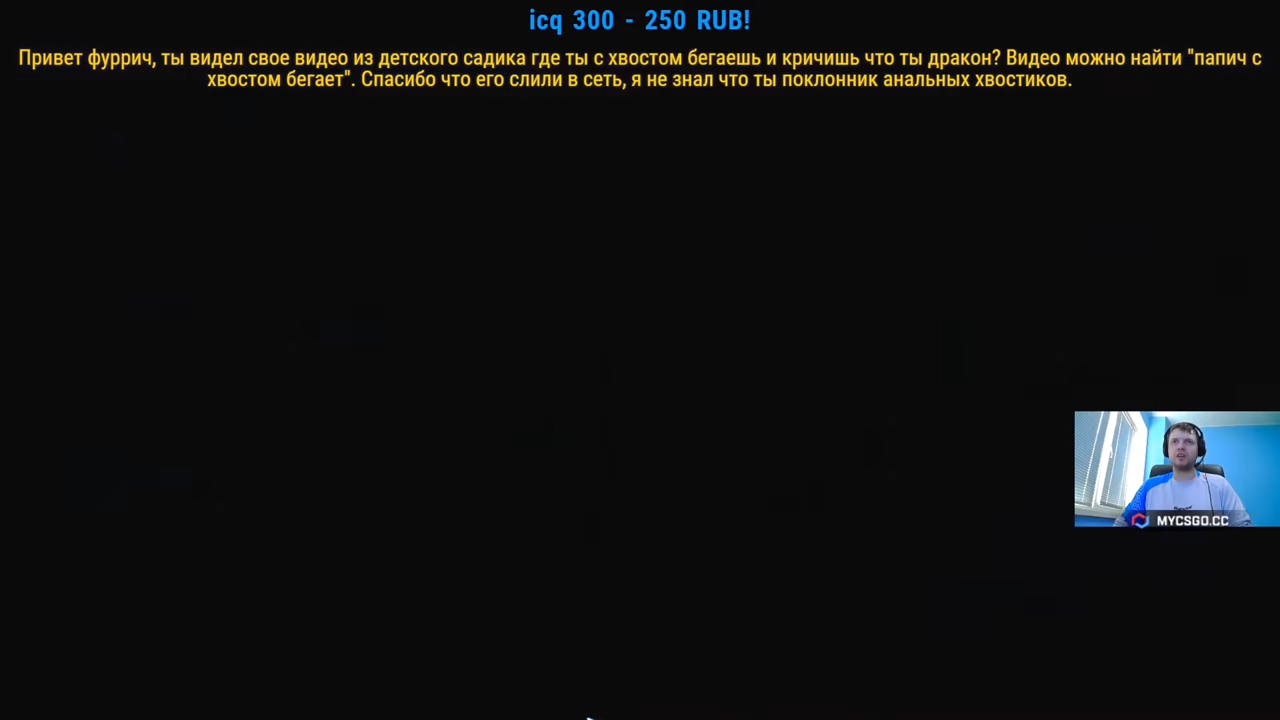 icq 300 - 250 RUB!
Привет фуррич, ты видел свое видео из детского садика где ты с хвостом бегаешь и кричишь что ты дракон? Видео можно найти "папич с
хвостом бегает". Спасибо что его слили в сеть, я не знал что ты поклонник анальных хвостиков.
MYCSGO.CC